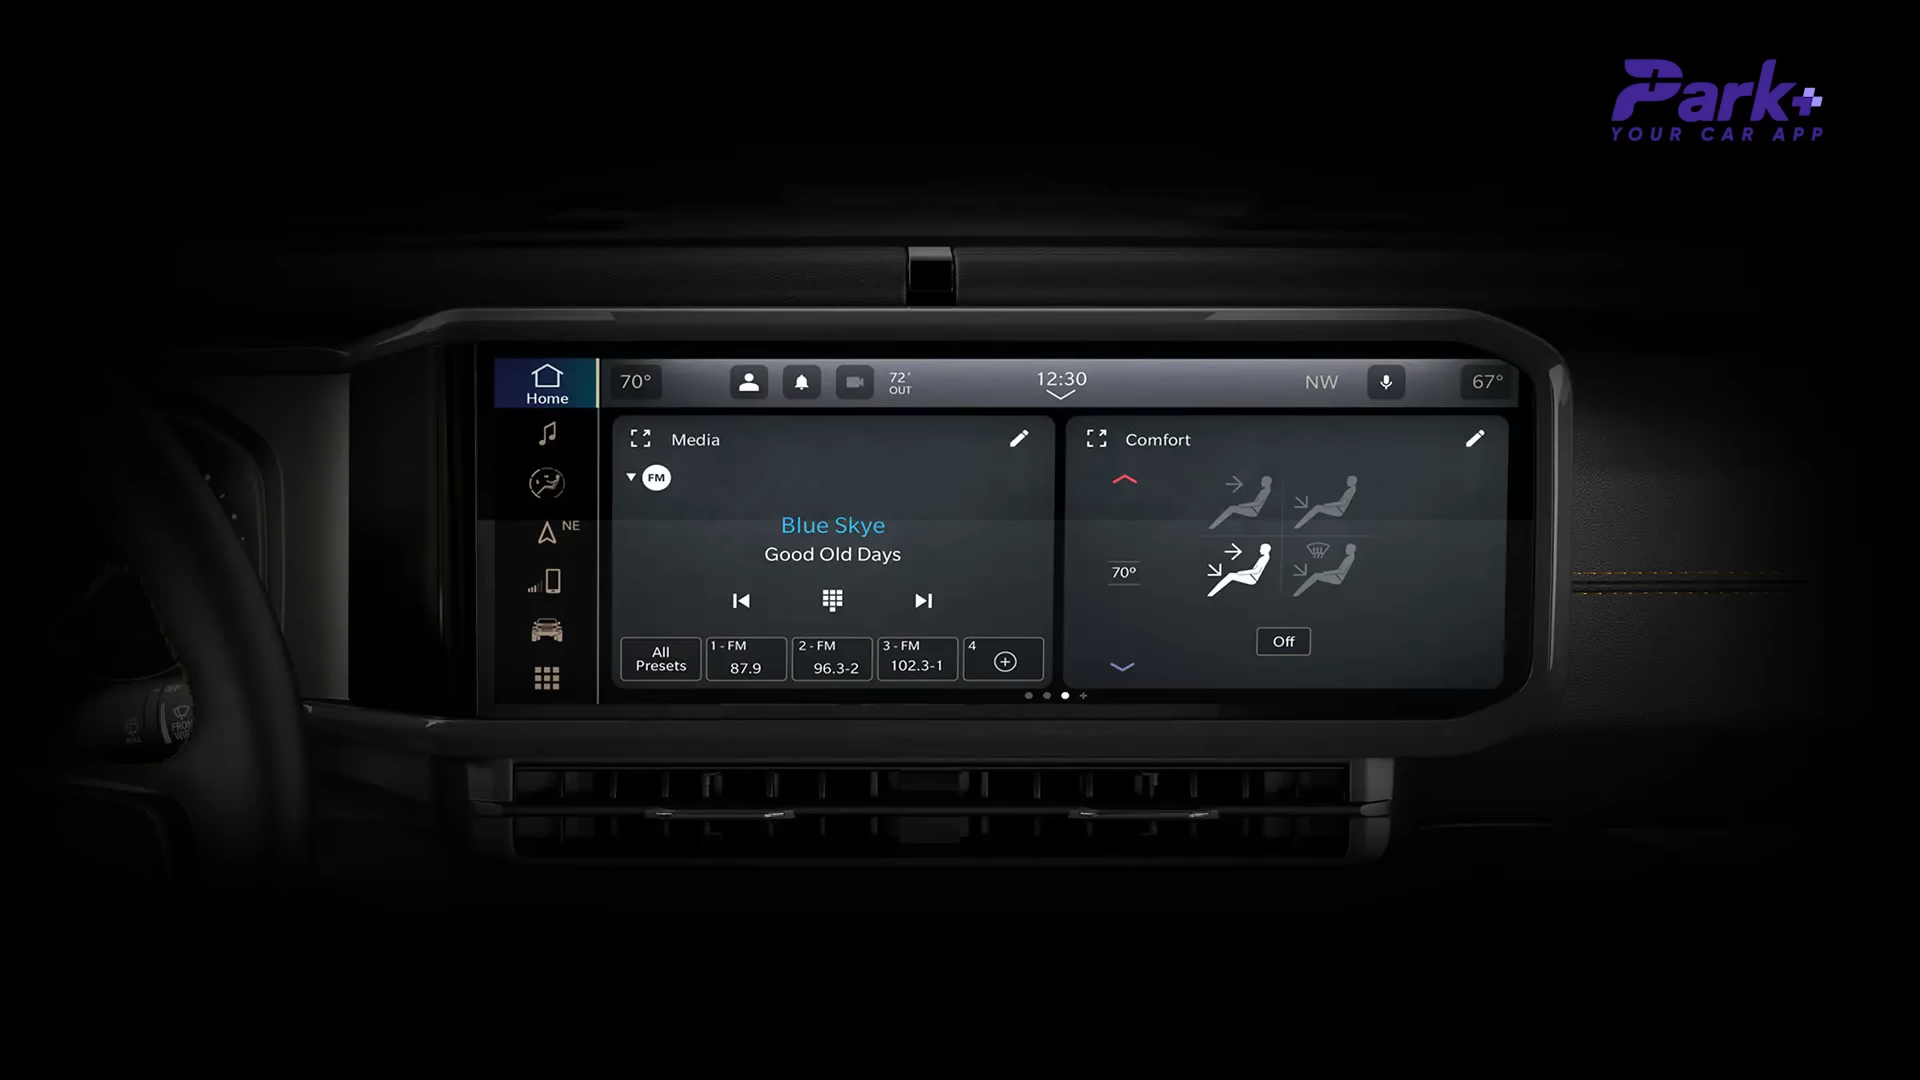 Park+
YOUR CAR APP
Home
70°
72°
OUT
12:30
NW
67°
Media
FM
NE
Blue Skye
Good Old Days
All
Presets
1 - FM
87.9
2 - FM
96.3-2
3 - FM
102.3-1
4
Comfort
70°
Off
OFF
FRONT